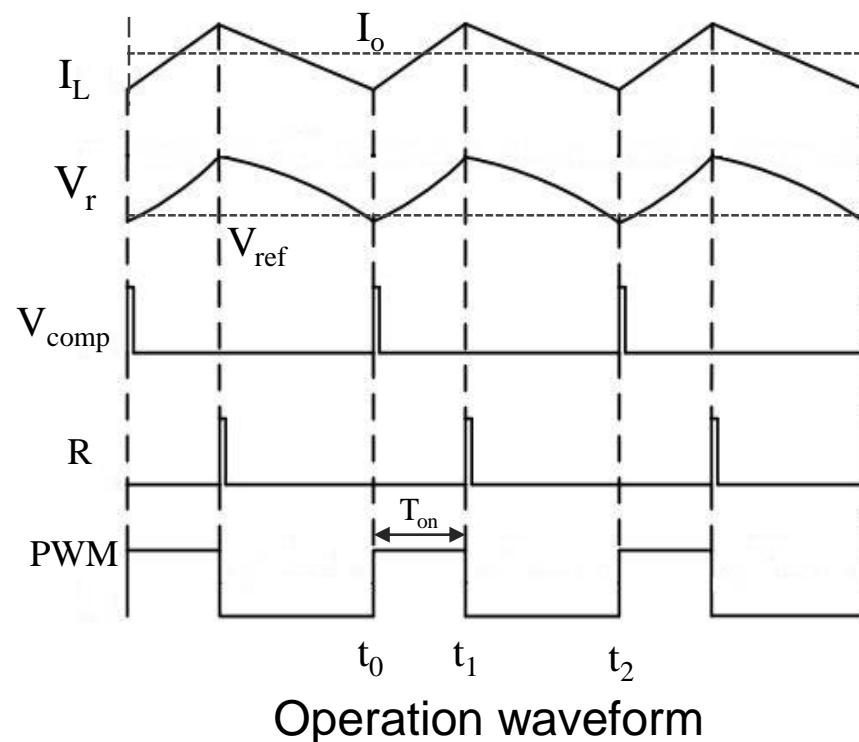 I_o
I_L
V_r
V_ref
V_comp
R
T_on
PWM
t_0 t_1 t_2
Operation waveform